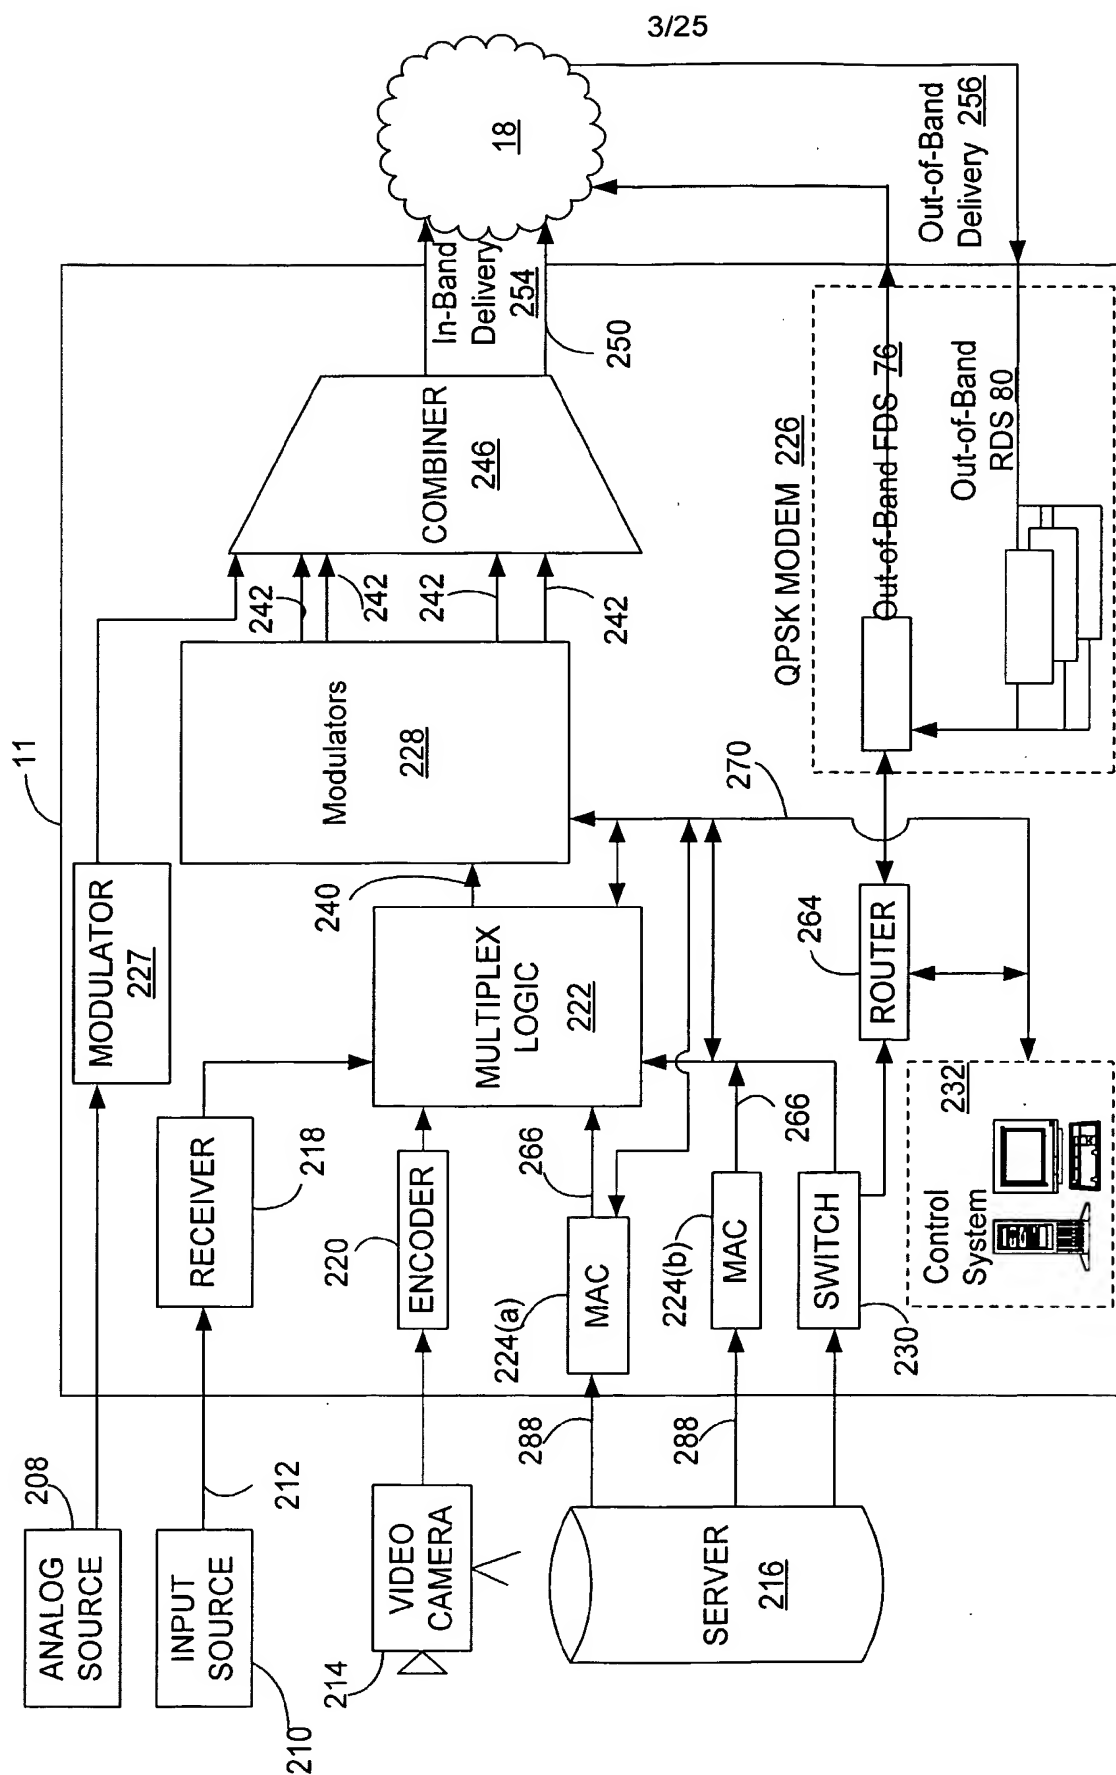 3/25
11
ANALOG
SOURCE
208
MODULATOR
227
INPUT
SOURCE
210
212
RECEIVER
218
VIDEO
CAMERA
214
ENCODER
220
SERVER
216
288
288
MAC
224(a)
266
MAC
224(b)
266
SWITCH
230
MULTIPLEX
LOGIC
222
240
Modulators
228
242
242
242
242
COMBINER
246
In-Band
Delivery
254
250
18
Control
System
232
ROUTER
264
270
QPSK MODEM 226
Out-of-Band FDS 76
Out-of-Band
RDS 80
Out-of-Band
Delivery 256